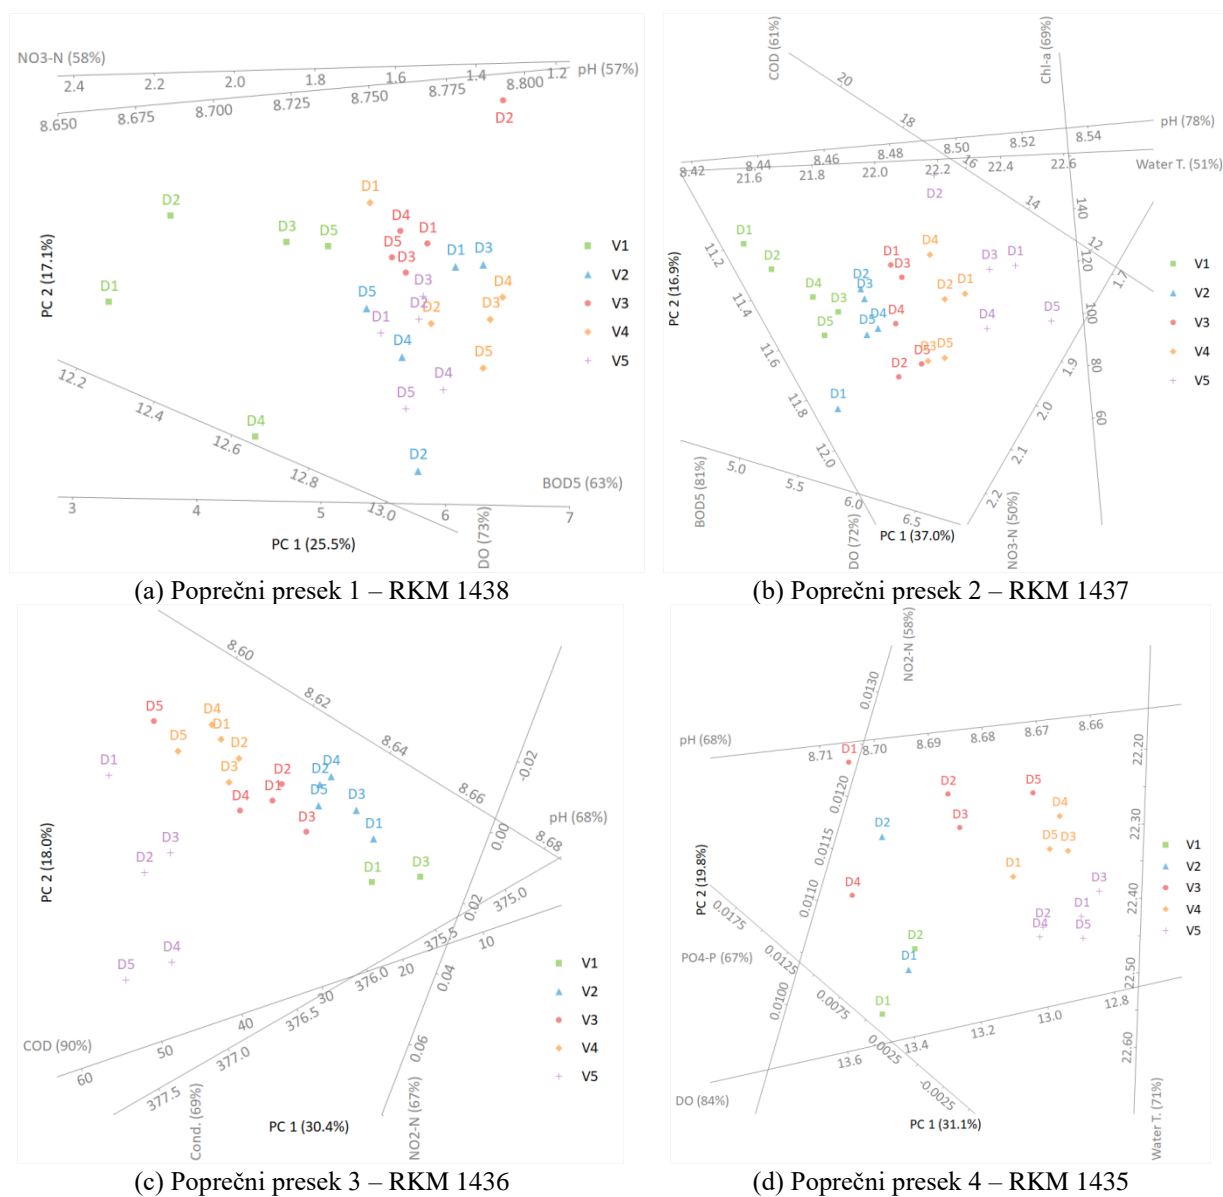 NO3-N (58%)
2.4 2.2 2.0 1.8 1.6 1.4 1.2
pH (57%)
8.650 8.675 8.700 8.725 8.750 8.775 8.800
D2
D1
D2
D3 D5
D4 D1
D5
D3
D1 D3
D1
D5
D3
D2
D1
D2
D4
D3
D4
D5
D4
D5
D4
D2
V1
V2
V3
V4
V5
PC 2 (17.1%)
12.2 12.4 12.6 12.8 13.0
BOD5 (63%)
3 4 5 6 7
DO (73%)
PC 1 (25.5%)
(a) Poprečni presek 1 – RKM 1438
COD (61%)
20 18 16 14 12
Chl-a (69%)
140 120 100 80 60
pH (78%)
8.42 8.44 8.46 8.48 8.50 8.52 8.54
Water T. (51%)
21.6 21.8 22.0 22.2 22.4 22.6
D2
D1
D2
D4
D3
D5
D2
D3
D4
D5
D1
D1
D3
D4
D2
D5
D4
D2
D1
D3
D5
D3
D1
D4
D5
V1
V2
V3
V4
V5
PC 2 (16.9%)
11.2 11.4 11.6 11.8 12.0
1.7 1.9 2.0 2.1 2.2
BOD5 (81%)
5.0 5.5 6.0 6.5
DO (72%)
PC 1 (37.0%)
NO3-N (50%)
(b) Poprečni presek 2 – RKM 1437
8.60 8.62 8.64 8.66 8.68
pH (68%)
-0.02 0.00 0.02 0.04 0.06
D5
D4
D1
D5
D2
D3
D1
D2
D1
D4
D3
D4
D2
D5
D3
D1
D1
D3
D3
D2
D4
D5
V1
V2
V3
V4
V5
PC 2 (18.0%)
375.0 375.5 376.0 376.5 377.0 377.5
10 20 30 40 50 60
COD (90%)
Cond. (69%)
NO2-N (67%)
PC 1 (30.4%)
(c) Poprečni presek 3 – RKM 1436
NO2-N (58%)
0.0130 0.0120 0.0115 0.0110 0.0100
pH (68%)
8.71 8.70 8.69 8.68 8.67 8.66
22.20 22.30 22.40 22.50 22.60
D1
D2
D5
D3
D4
D2
D4
D5 D3
D1
D3
D1
D2
D4
D5
D2
D1
D1
V1
V2
V3
V4
V5
PC 2 (19.8%)
PO4-P (67%)
0.0175 0.0125 0.0075 0.0025 -0.0025
DO (84%)
13.6 13.4 13.2 13.0 12.8
Water T. (71%)
PC 1 (31.1%)
(d) Poprečni presek 4 – RKM 1435